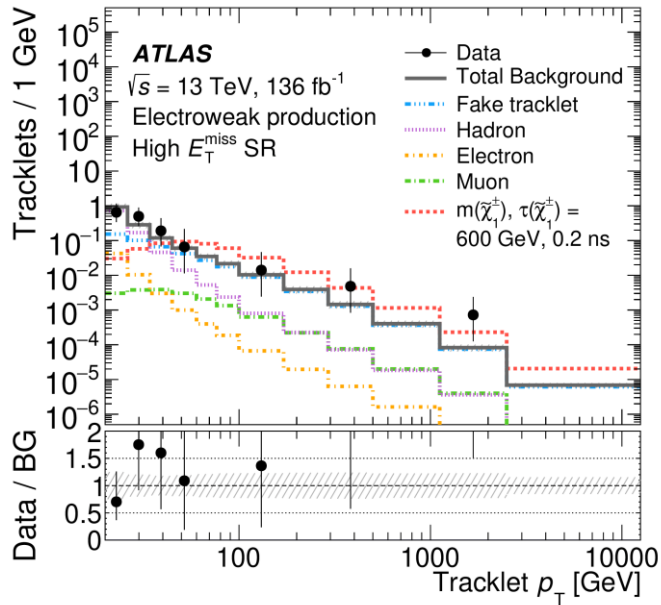 Tracklets / 1 GeV
10⁵
10⁴
10³
10²
10
1
10⁻¹
10⁻²
10⁻³
10⁻⁴
10⁻⁵
10⁻⁶
ATLAS
√s = 13 TeV, 136 fb⁻¹
Electroweak production
High E_T^miss SR
Data
Total Background
Fake tracklet
Hadron
Electron
Muon
m(χ̃₁±), τ(χ̃₁±) =
600 GeV, 0.2 ns
Data / BG
2
1.5
1
0.5
0
100
1000
10000
Tracklet p_T [GeV]